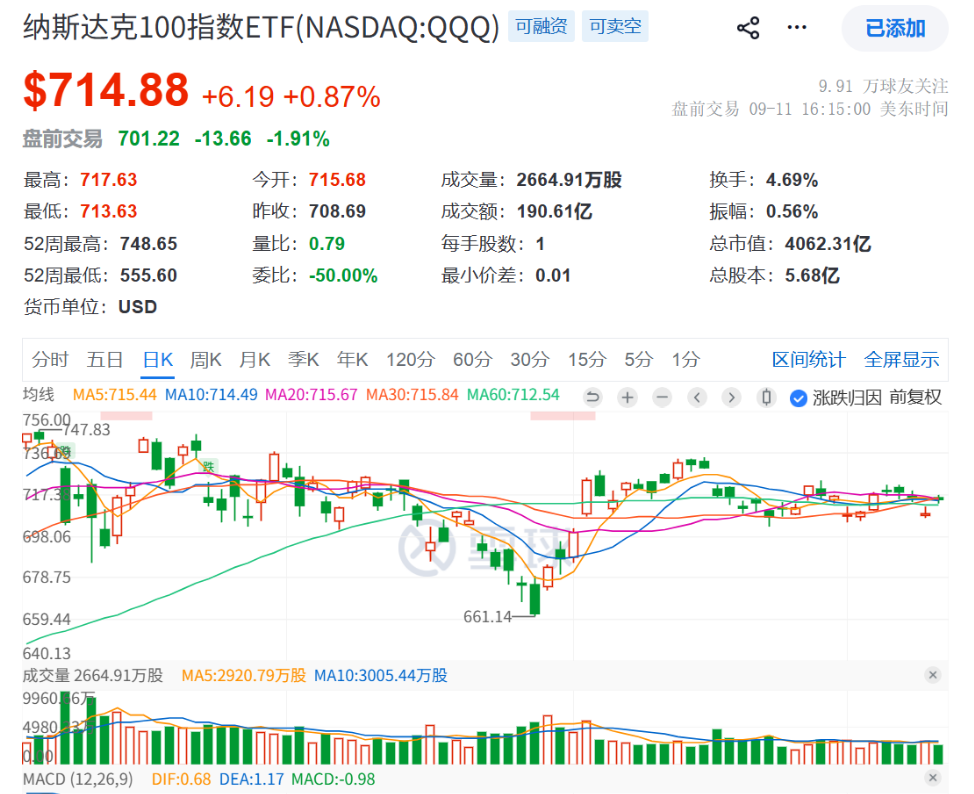 纳斯达克100指数ETF(NASDAQ:QQQ) 可融资 可卖空 ··· 已添加
$714.88 +6.19 +0.87%
9.91 万球友关注
盘前交易 09-11 16:15:00 美东时间
盘前交易 701.22 -13.66 -1.91%
最高：717.63 今开：715.68 成交量：2664.91万股 换手：4.69%
最低：713.63 昨收：708.69 成交额：190.61亿 振幅：0.56%
52周最高：748.65 量比：0.79 每手股数：1 总市值：4062.31亿
52周最低：555.60 委比：-50.00% 最小价差：0.01 总股本：5.68亿
货币单位：USD
分时 五日 日K 周K 月K 季K 年K 120分 60分 30分 15分 5分 1分 区间统计 全屏显示
均线 MA5:715.44 MA10:714.49 MA20:715.67 MA30:715.84 MA60:712.54 涨跌归因 前复权
756.00
747.83
跌
跌
698.06
雪球
678.75
661.14
659.44
640.13
成交量 2664.91万股 MA5:2920.79万股 MA10:3005.44万股
0.00
MACD (12,26,9) DIF:0.68 DEA:1.17 MACD:-0.98